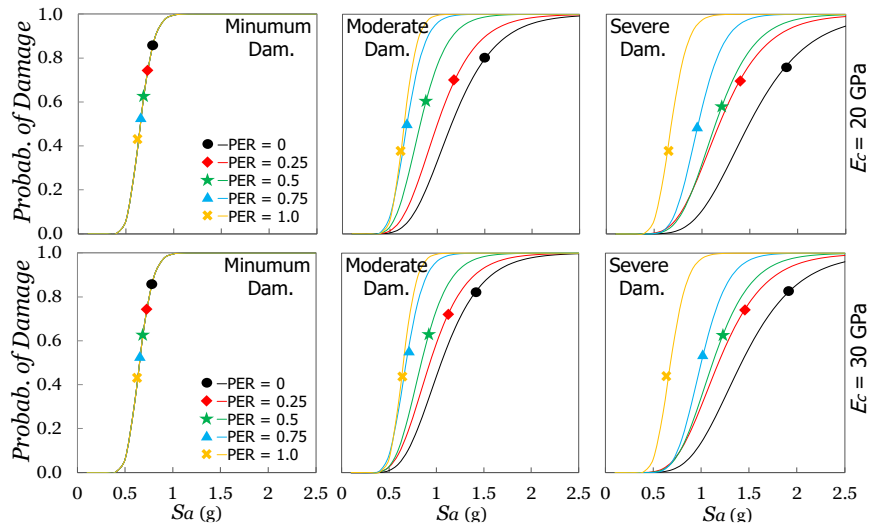 1.0
0.8
0.6
0.4
0.2
0.0
Probab. of Damage
Minumum
Dam.
PER = 0
PER = 0.25
PER = 0.5
PER = 0.75
PER = 1.0
Moderate
Dam.
Severe
Dam.
Ec = 20 GPa
1.0
0.8
0.6
0.4
0.2
0.0
Probab. of Damage
Minumum
Dam.
PER = 0
PER = 0.25
PER = 0.5
PER = 0.75
PER = 1.0
Moderate
Dam.
Severe
Dam.
Ec = 30 GPa
0 0.5 1 1.5 2 2.5
0 0.5 1 1.5 2 2.5
0 0.5 1 1.5 2 2.5
Sa (g)
Sa (g)
Sa (g)